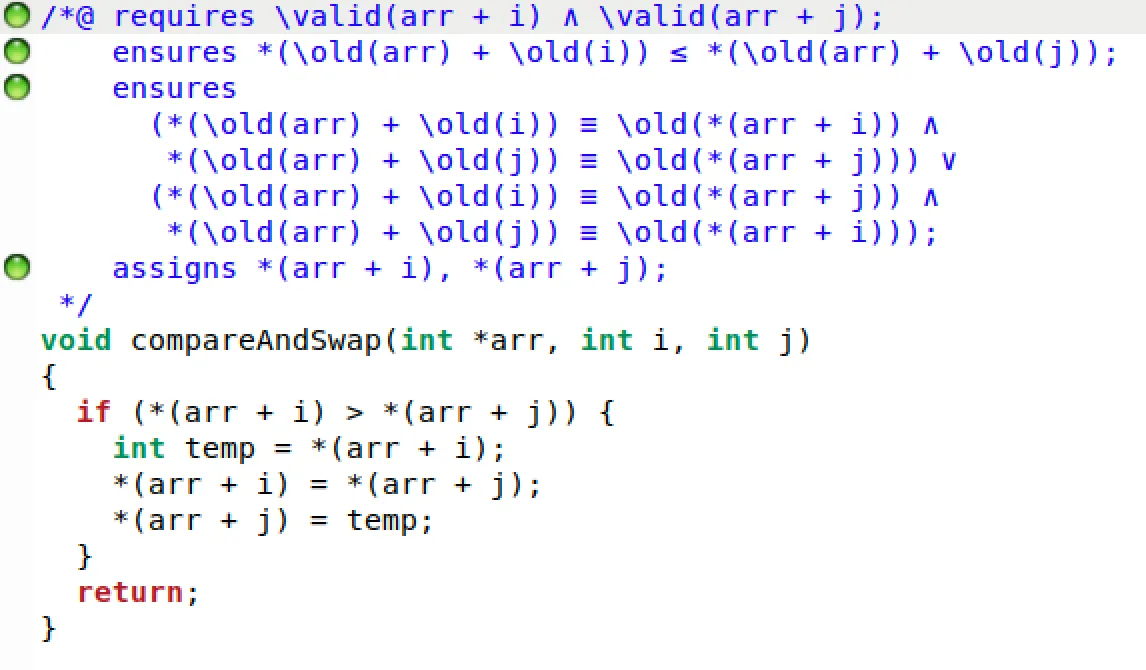 /*@ requires \valid(arr + i) ∧ \valid(arr + j);
    ensures *(\old(arr) + \old(i)) ≤ *(\old(arr) + \old(j));
    ensures
      (*(\old(arr) + \old(i)) ≡ \old(*(arr + i)) ∧
       *(\old(arr) + \old(j)) ≡ \old(*(arr + j))) ∨
      (*(\old(arr) + \old(i)) ≡ \old(*(arr + j)) ∧
       *(\old(arr) + \old(j)) ≡ \old(*(arr + i)));
    assigns *(arr + i), *(arr + j);
 */
void compareAndSwap(int *arr, int i, int j)
{
  if (*(arr + i) > *(arr + j)) {
    int temp = *(arr + i);
    *(arr + i) = *(arr + j);
    *(arr + j) = temp;
  }
  return;
}